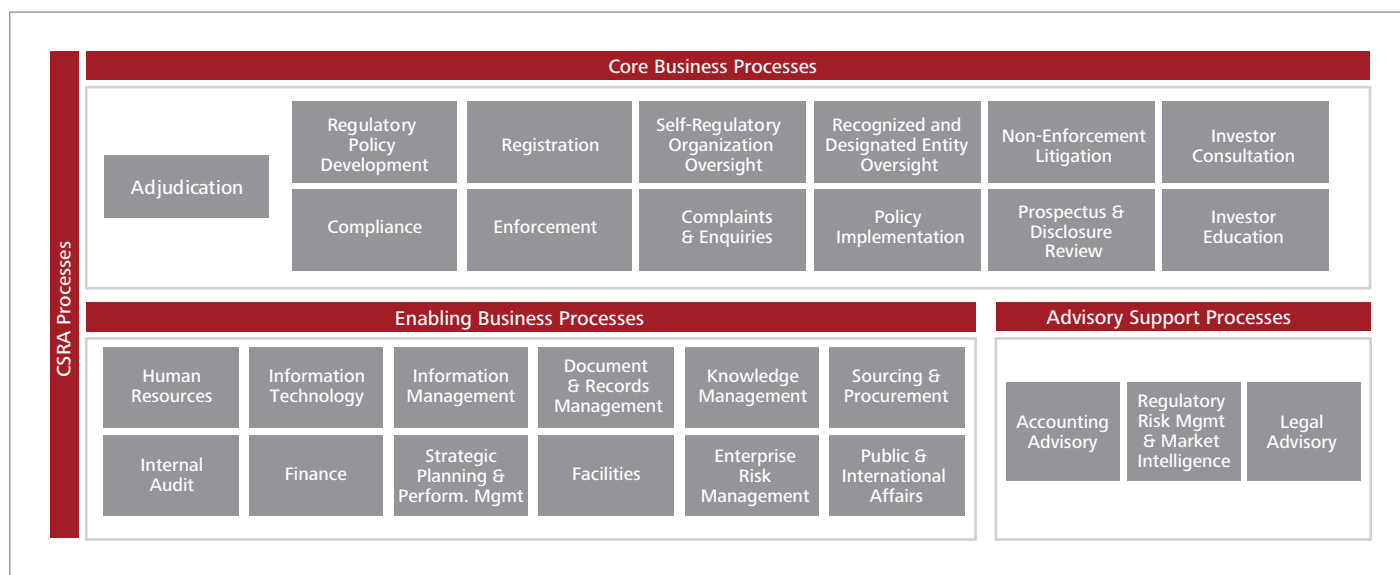 CSRA Processes
Core Business Processes
Adjudication
Regulatory
Policy
Development
Registration
Self-Regulatory
Organization
Oversight
Recognized and
Designated Entity
Oversight
Non-Enforcement
Litigation
Investor
Consultation
Compliance
Enforcement
Complaints
& Enquiries
Policy
Implementation
Prospectus &
Disclosure
Review
Investor
Education
Enabling Business Processes
Human
Resources
Information
Technology
Information
Management
Document
& Records
Management
Knowledge
Management
Sourcing &
Procurement
Internal
Audit
Finance
Strategic
Planning &
Perform. Mgmt
Facilities
Enterprise
Risk
Management
Public &
International
Affairs
Advisory Support Processes
Accounting
Advisory
Regulatory
Risk Mgmt
& Market
Intelligence
Legal
Advisory